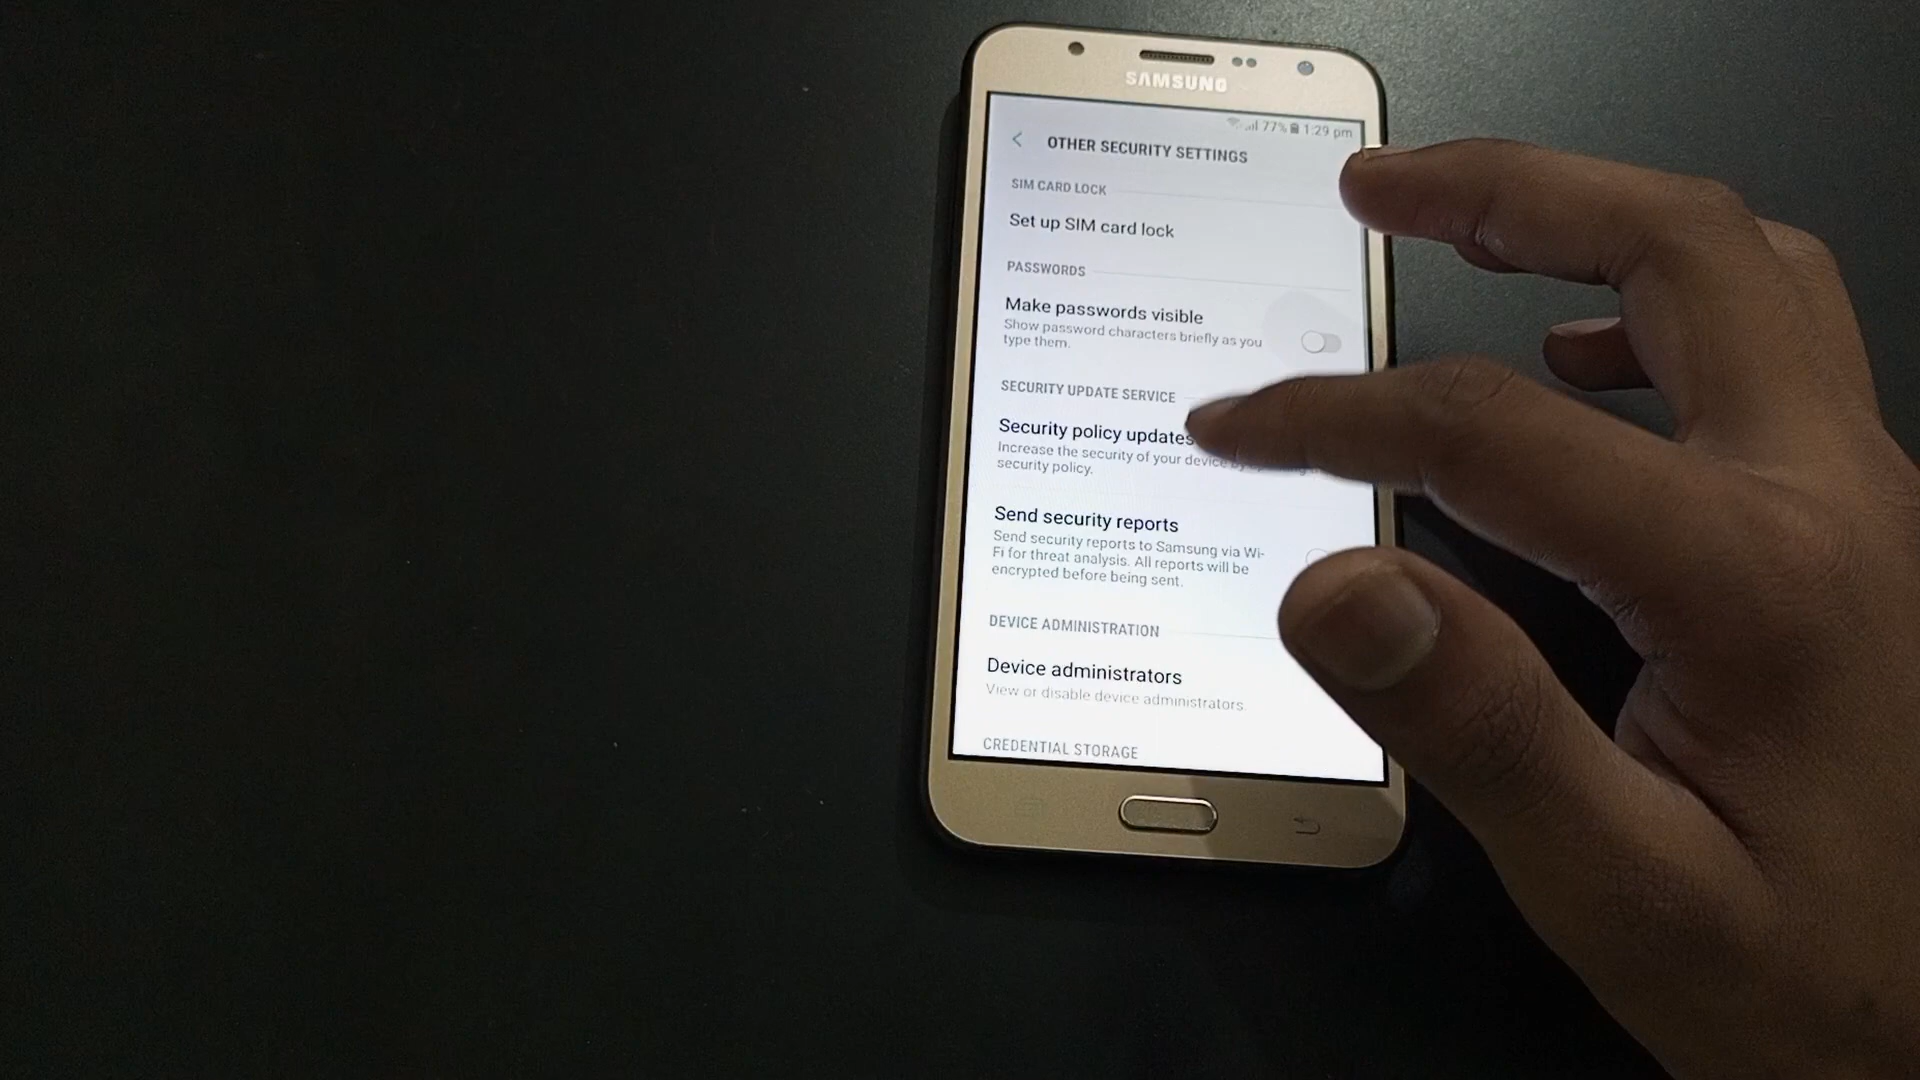 SAMSUNG
77% 1:29 pm
OTHER SECURITY SETTINGS
SIM CARD LOCK
Set up SIM card lock
PASSWORDS
Make passwords visible
Show password characters briefly as you
type them.
SECURITY UPDATE SERVICE
Security policy updates
Increase the security of your device by
security policy.
Send security reports
Send security reports to Samsung via Wi-
Fi for threat analysis. All reports will be
encrypted before being sent.
DEVICE ADMINISTRATION
Device administrators
View or disable device administrators.
CREDENTIAL STORAGE